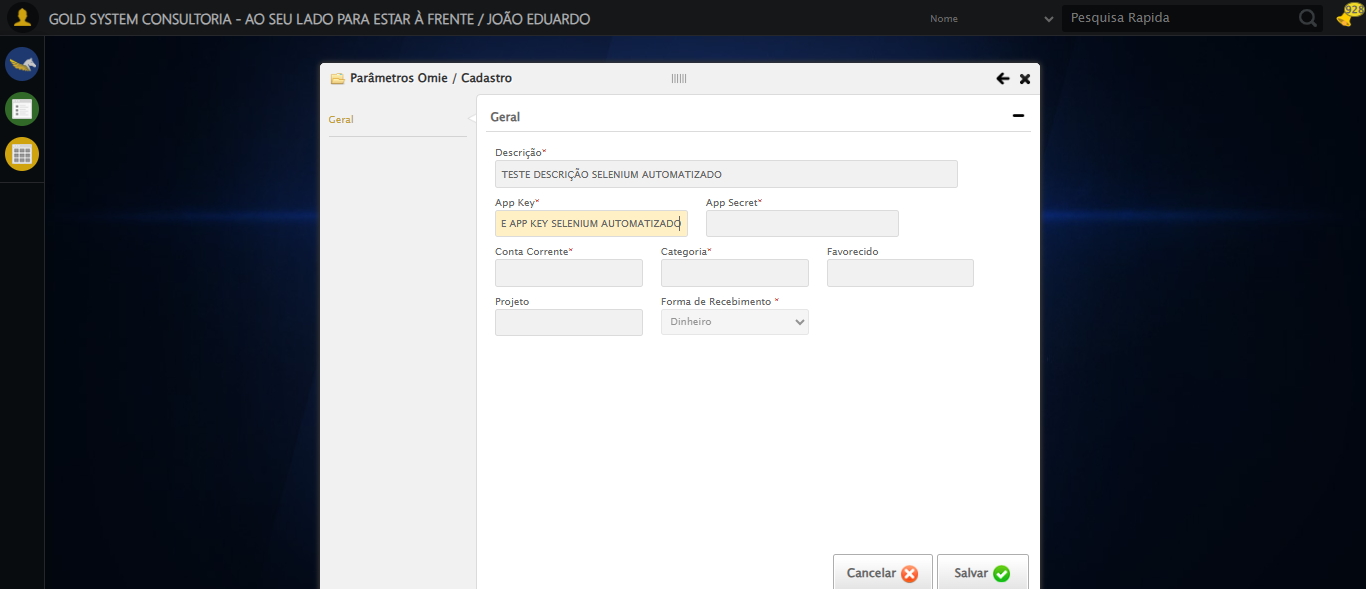 GOLD SYSTEM CONSULTORIA - AO SEU LADO PARA ESTAR À FRENTE / JOÃO EDUARDO
Nome
Pesquisa Rapida
928
Parâmetros Omie / Cadastro
Geral
Geral
Descrição*
TESTE DESCRIÇÃO SELENIUM AUTOMATIZADO
App Key* App Secret*
E APP KEY SELENIUM AUTOMATIZADO
Conta Corrente* Categoria* Favorecido
Projeto Forma de Recebimento *
Dinheiro
Cancelar Salvar